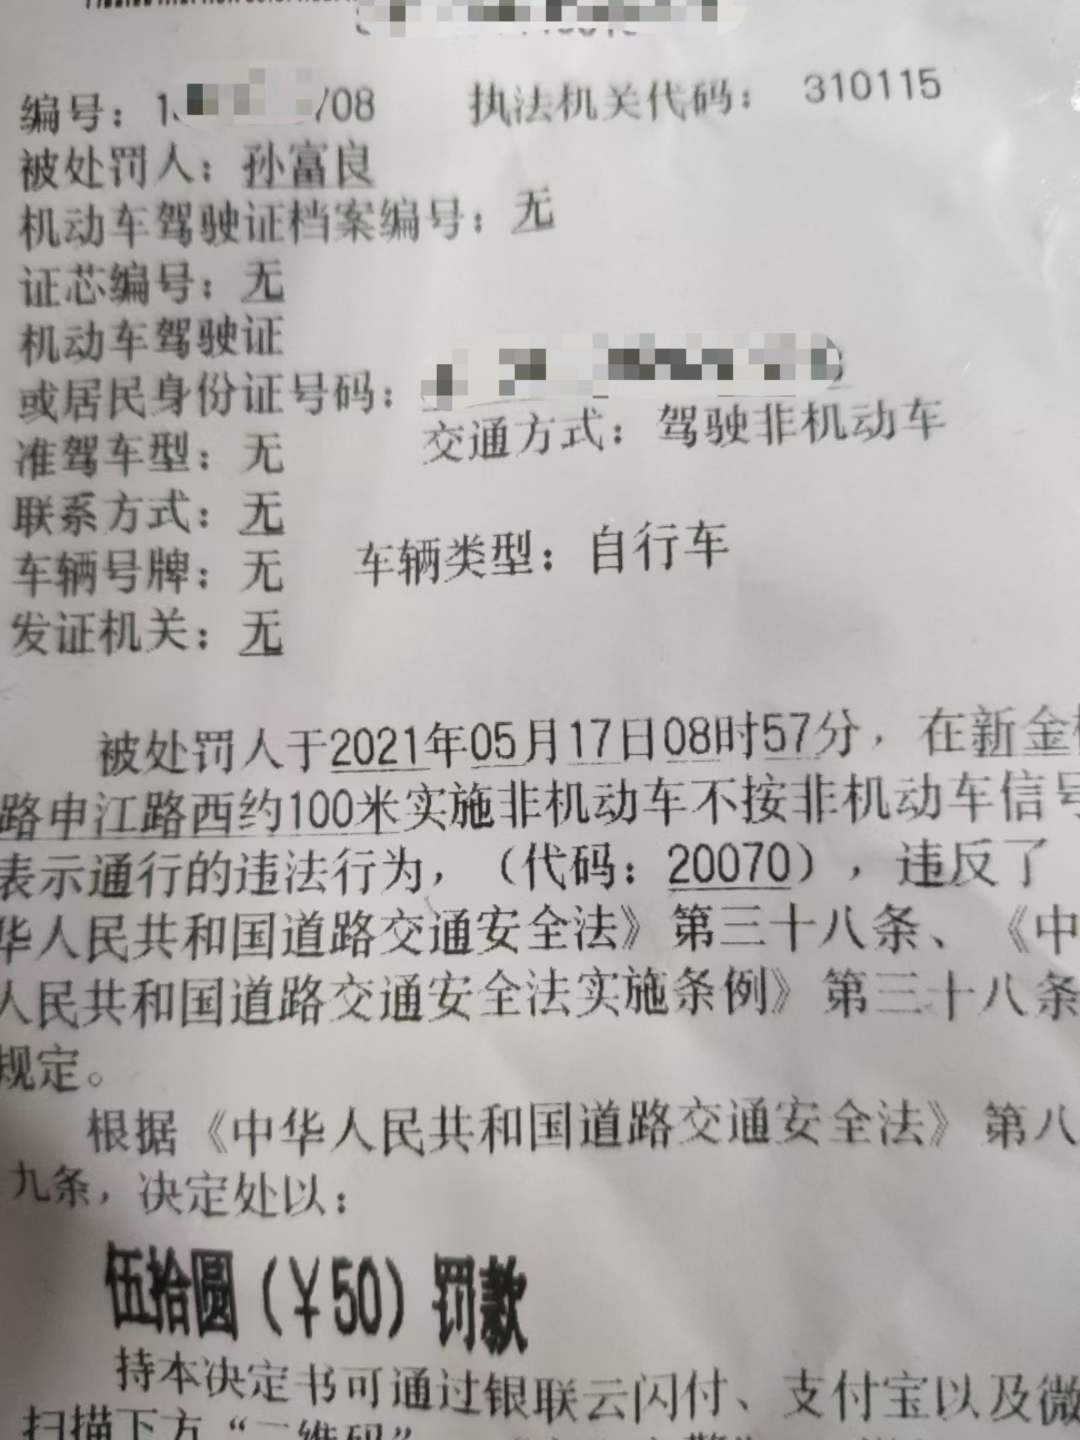 编号：1 /08 执法机关代码：310115
被处罚人：孙富良
机动车驾驶证档案编号：无
证芯编号：无
机动车驾驶证
或居民身份证号码：
准驾车型：无 交通方式：驾驶非机动车
联系方式：无
车辆号牌：无 车辆类型：自行车
发证机关：无
被处罚人于2021年05月17日08时57分，在新金
路申江路西约100米实施非机动车不按非机动车信号
表示通行的违法行为，（代码：20070），违反了
华人民共和国道路交通安全法》第三十八条、《中
人民共和国道路交通安全法实施条例》第三十八条
规定。
根据《中华人民共和国道路交通安全法》第八
九条，决定处以：
伍拾圆（￥50）罚款
持本决定书可通过银联云闪付、支付宝以及微
扫描下方“二维码”